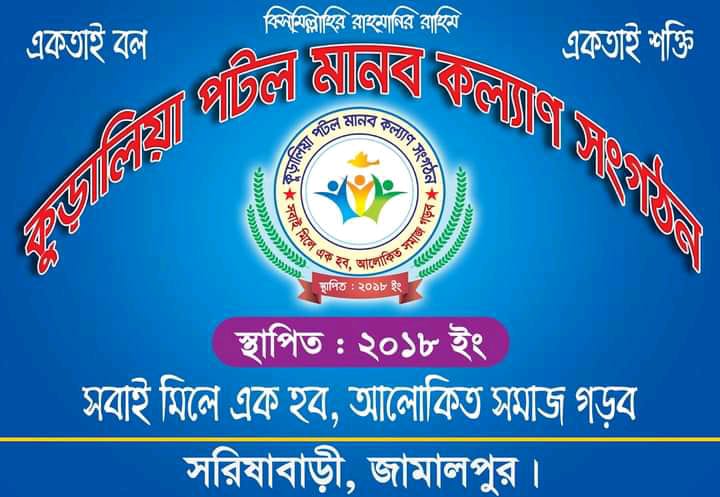 বিসমিল্লাহির রাহমানির রাহিম
একতাই বল
একতাই শক্তি
কুড়ালিয়া পটল মানব কল্যাণ সংগঠন
কুড়ালিয়া পটল মানব কল্যাণ সংগঠন
সবাই মিলে এক হব, আলোকিত সমাজ গড়ব
স্থাপিত : ২০১৮ ইং
স্থাপিত : ২০১৮ ইং
সবাই মিলে এক হব, আলোকিত সমাজ গড়ব
সরিষাবাড়ী, জামালপুর।